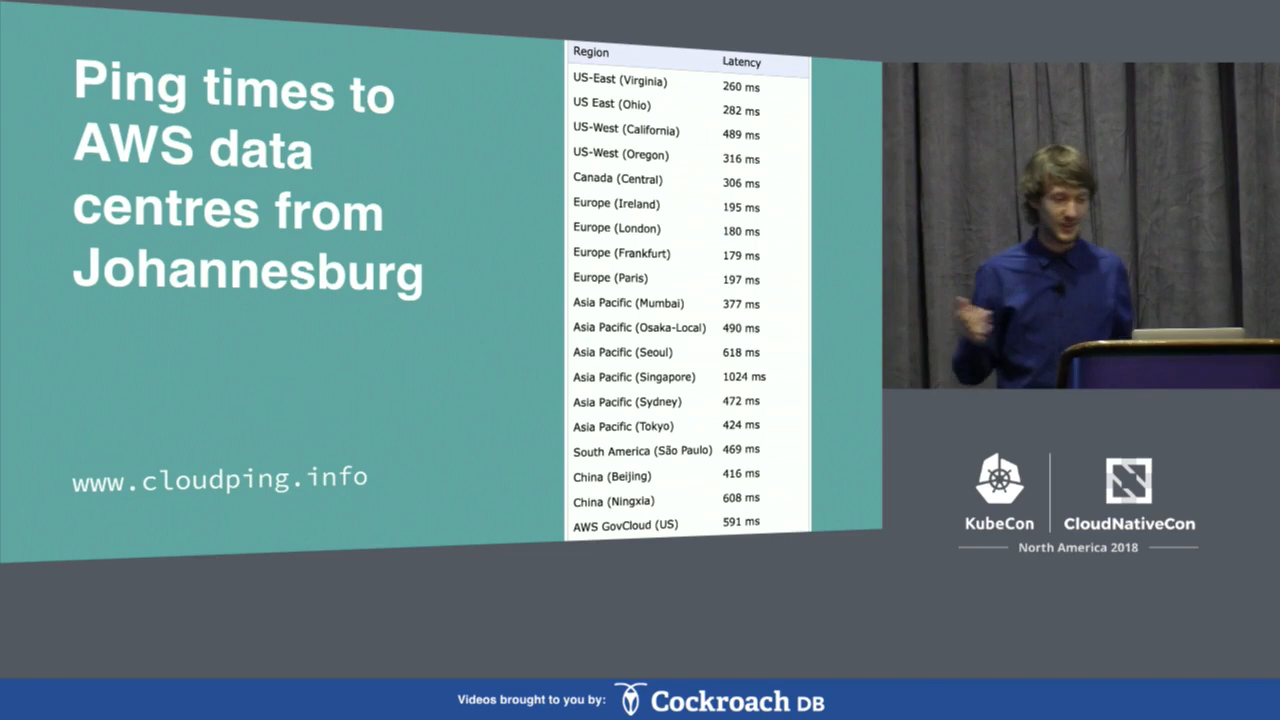 Ping times to
AWS data
centres from
Johannesburg
www.cloudping.info
Region Latency
US-East (Virginia) 260 ms
US East (Ohio) 282 ms
US-West (California) 489 ms
US-West (Oregon) 316 ms
Canada (Central) 306 ms
Europe (Ireland) 195 ms
Europe (London) 180 ms
Europe (Frankfurt) 179 ms
Europe (Paris) 197 ms
Asia Pacific (Mumbai) 377 ms
Asia Pacific (Osaka-Local) 490 ms
Asia Pacific (Seoul) 618 ms
Asia Pacific (Singapore) 1024 ms
Asia Pacific (Sydney) 472 ms
Asia Pacific (Tokyo) 424 ms
South America (São Paulo) 469 ms
China (Beijing) 416 ms
China (Ningxia) 608 ms
AWS GovCloud (US) 591 ms
KubeCon CloudNativeCon
North America 2018
Videos brought to you by: Cockroach DB